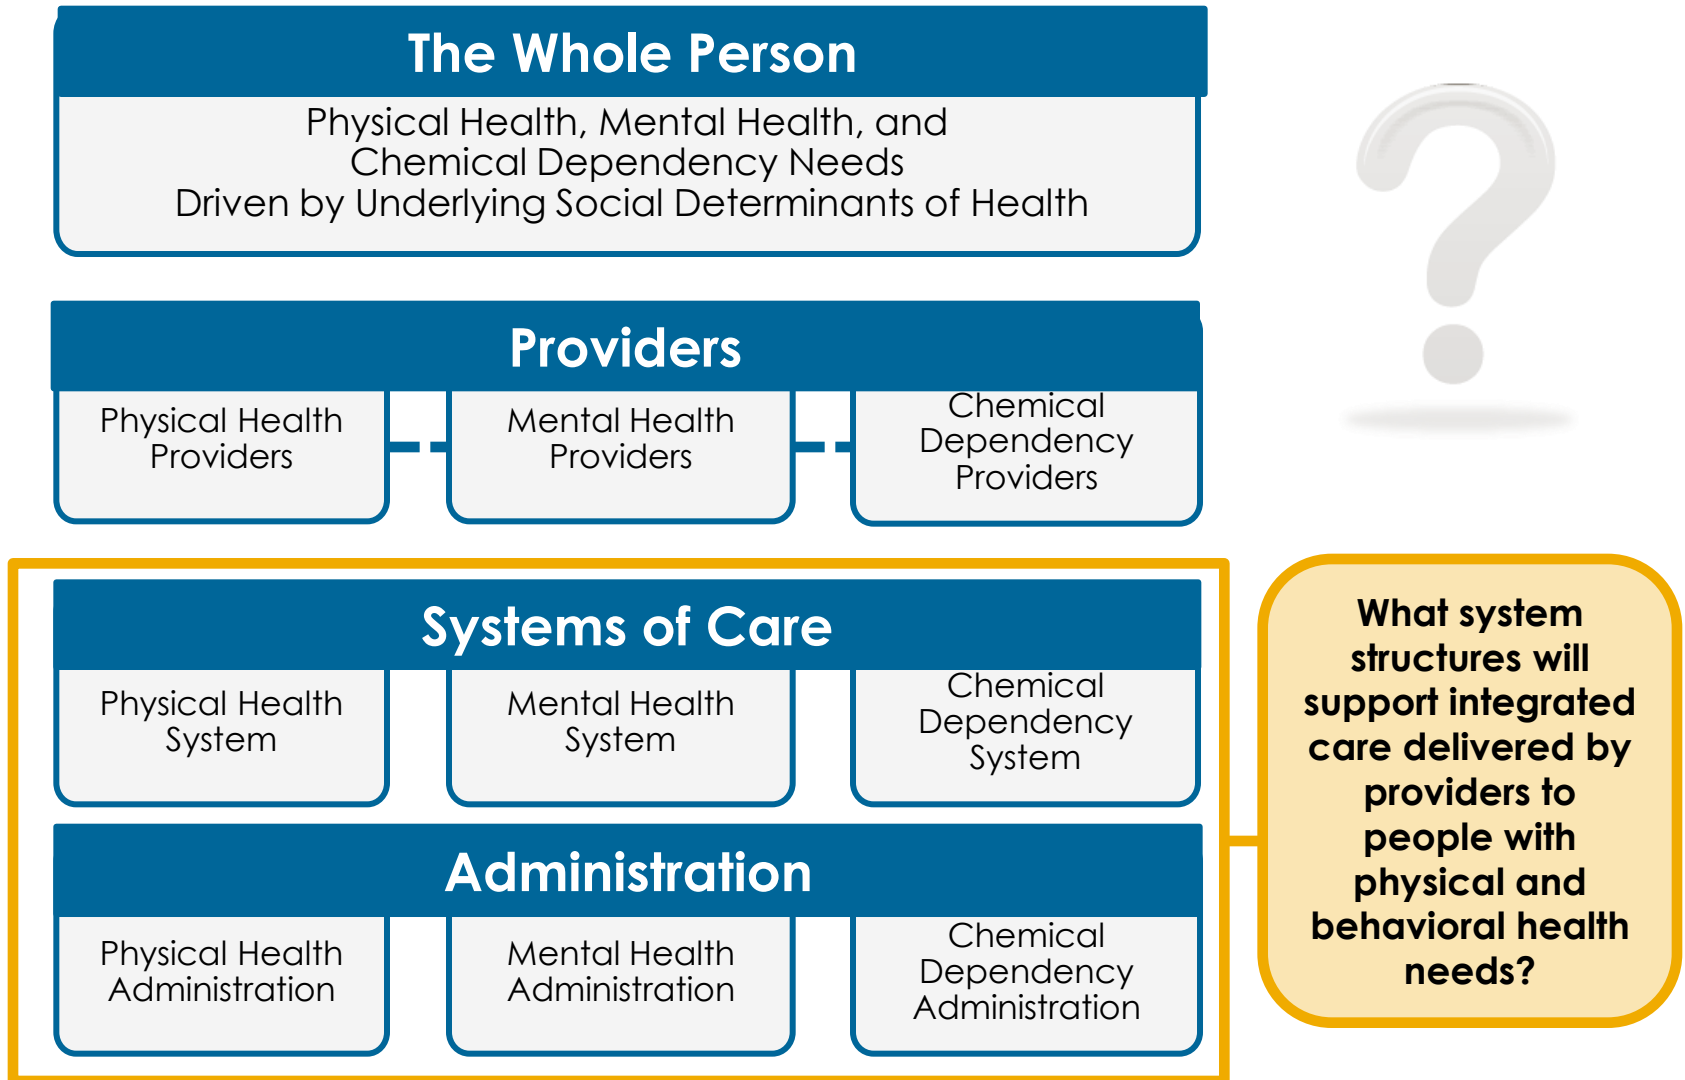 The Whole Person
Physical Health, Mental Health, and
Chemical Dependency Needs
Driven by Underlying Social Determinants of Health
?
Providers
Physical Health
Providers
Mental Health
Providers
Chemical
Dependency
Providers
Systems of Care
Physical Health
System
Mental Health
System
Chemical
Dependency
System
Administration
Physical Health
Administration
Mental Health
Administration
Chemical
Dependency
Administration
What system
structures will
support integrated
care delivered by
providers to
people with
physical and
behavioral health
needs?